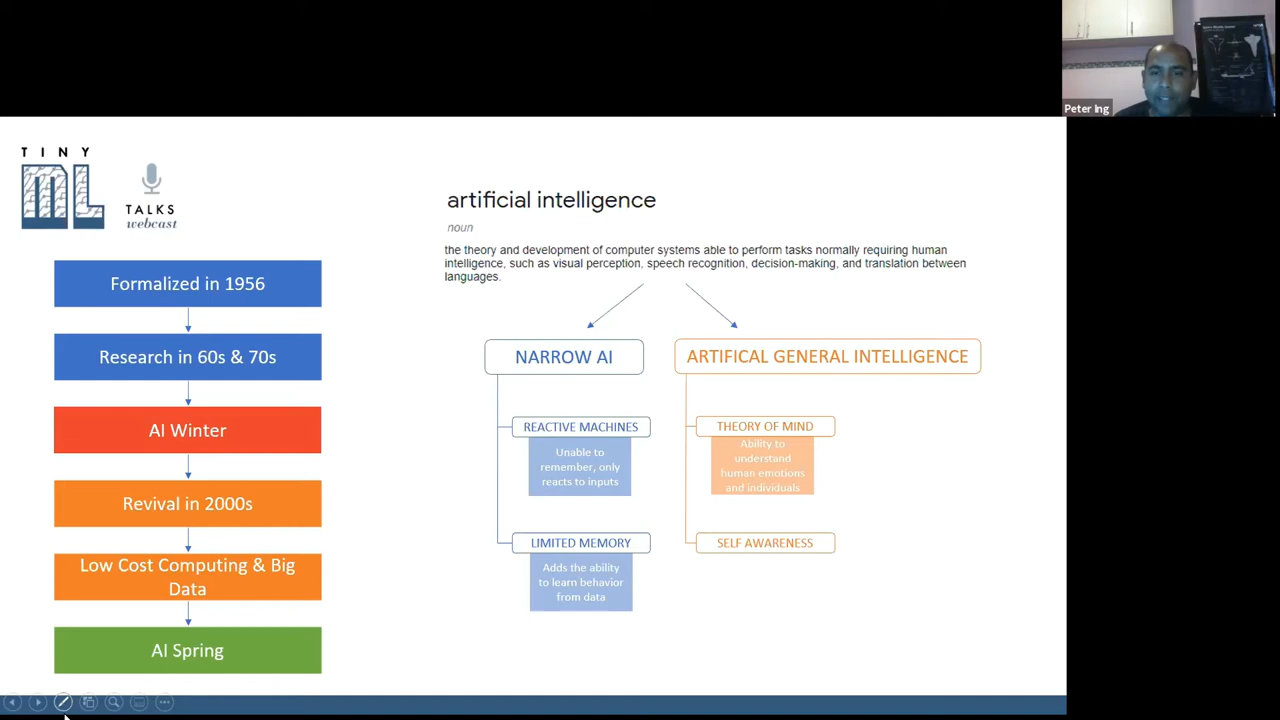 Peter Ing
TINY
ML
TALKS
webcast
artificial intelligence
noun
the theory and development of computer systems able to perform tasks normally requiring human
intelligence, such as visual perception, speech recognition, decision-making, and translation between
languages.
Formalized in 1956
Research in 60s & 70s
AI Winter
Revival in 2000s
Low Cost Computing & Big
Data
AI Spring
NARROW AI
REACTIVE MACHINES
Unable to
remember, only
reacts to inputs
LIMITED MEMORY
Adds the ability
to learn behavior
from data
ARTIFICAL GENERAL INTELLIGENCE
THEORY OF MIND
Ability to
understand
human emotions
and individuals
SELF AWARENESS